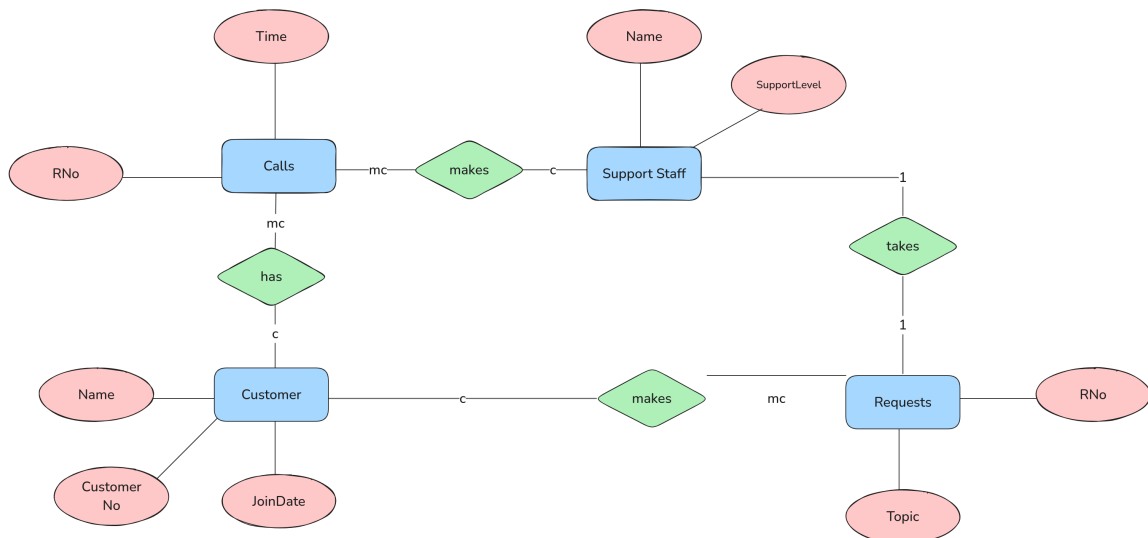 Time
Name
SupportLevel
Calls
RNo
mc
makes
c
Support Staff
1
mc
has
takes
c
1
Name
Customer
c
makes
mc
Requests
RNo
Customer
No
JoinDate
Topic